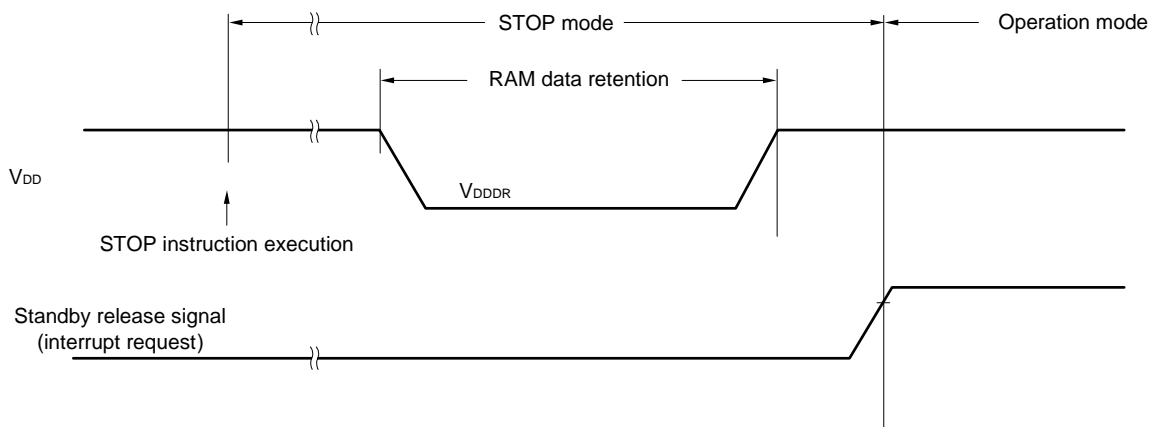 STOP mode
Operation mode
RAM data retention
VDD
VDDDR
STOP instruction execution
Standby release signal
(interrupt request)